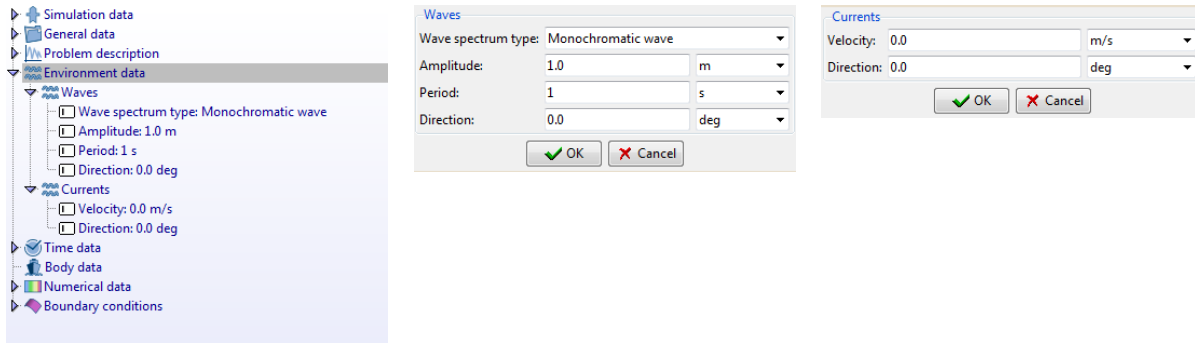 Simulation data
General data
Problem description
Environment data
Waves
Wave spectrum type: Monochromatic wave
Amplitude: 1.0 m
Period: 1 s
Direction: 0.0 deg
Currents
Velocity: 0.0 m/s
Direction: 0.0 deg
Time data
Body data
Numerical data
Boundary conditions
Waves
Wave spectrum type: Monochromatic wave
Amplitude: 1.0 m
Period: 1 s
Direction: 0.0 deg
OK Cancel
Currents
Velocity: 0.0 m/s
Direction: 0.0 deg
OK Cancel